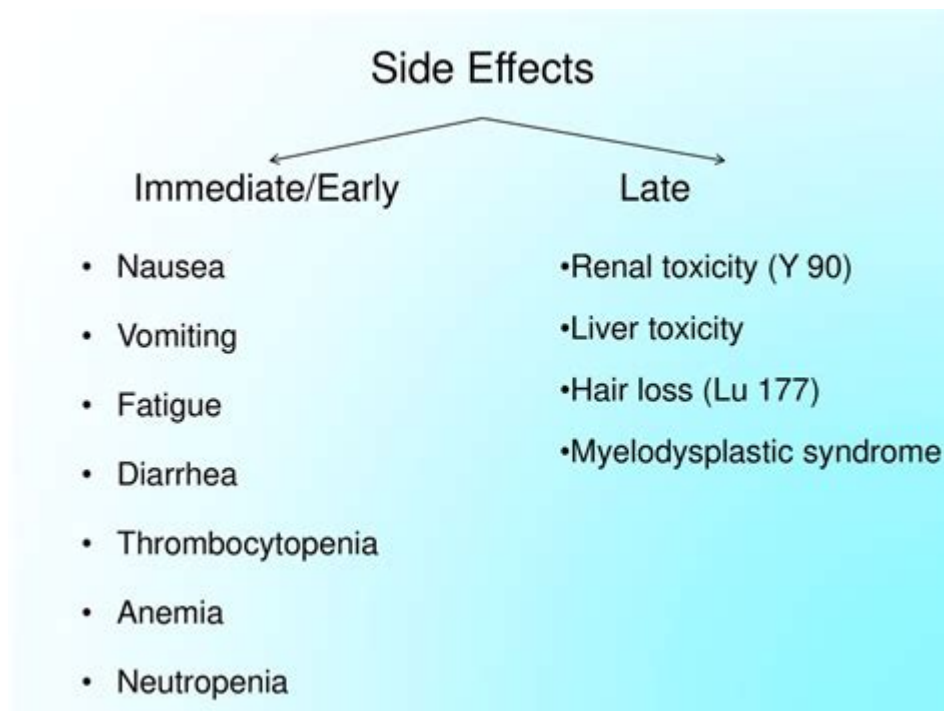 Side Effects
Immediate/Early
• Nausea
• Vomiting
• Fatigue
• Diarrhea
• Thrombocytopenia
• Anemia
• Neutropenia
Late
•Renal toxicity (Y 90)
•Liver toxicity
•Hair loss (Lu 177)
•Myelodysplastic syndrome